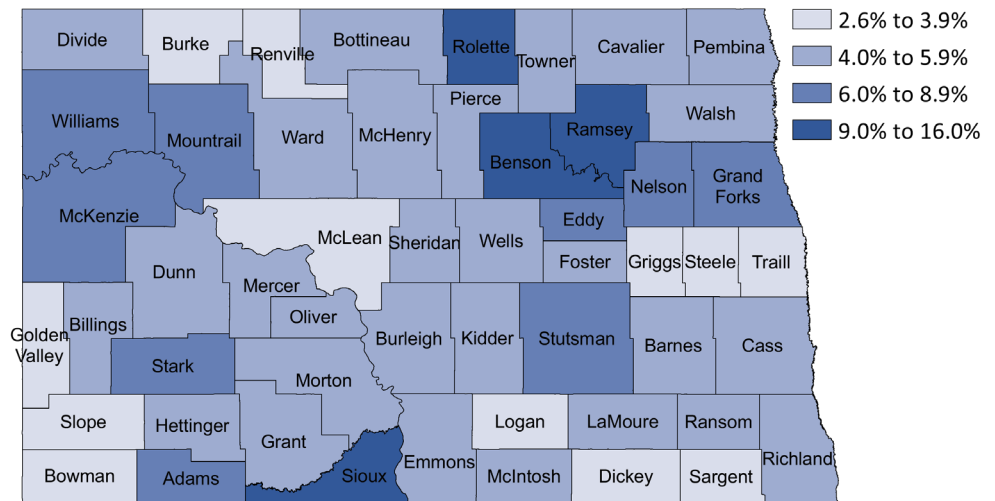 Divide
Burke
Renville
Bottineau
Rolette
Towner
Cavalier
Pembina
2.6% to 3.9%
4.0% to 5.9%
6.0% to 8.9%
9.0% to 16.0%
Williams
Mountrail
Ward
McHenry
Pierce
Benson
Ramsey
Walsh
Nelson
Grand
Forks
McKenzie
McLean
Sheridan
Wells
Eddy
Foster
Griggs
Steele
Traill
Dunn
Mercer
Oliver
Golden
Valley
Billings
Stark
Morton
Burleigh
Kidder
Stutsman
Barnes
Cass
Slope
Hettinger
Grant
Logan
LaMoure
Ransom
Richland
Bowman
Adams
Sioux
Emmons
McIntosh
Dickey
Sargent